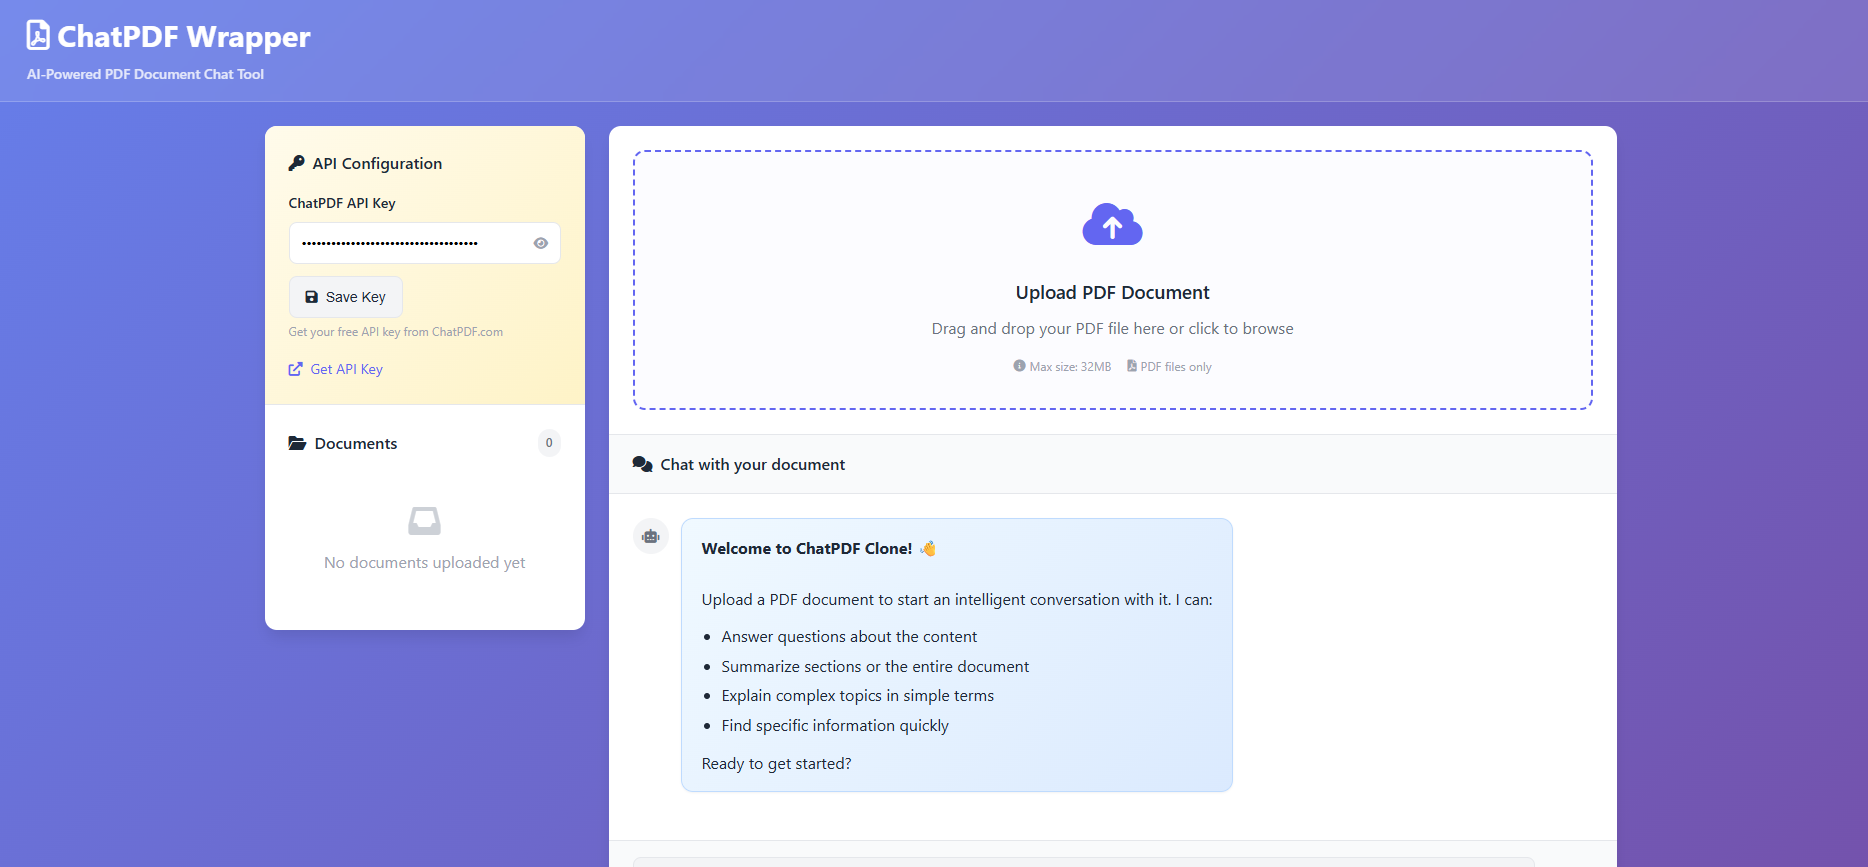 ChatPDF Wrapper
AI-Powered PDF Document Chat Tool
API Configuration
ChatPDF API Key
••••••••••••••••••••••••••••••••••••
Save Key
Get your free API key from ChatPDF.com
Get API Key
Documents
0
No documents uploaded yet
Upload PDF Document
Drag and drop your PDF file here or click to browse
Max size: 32MB
PDF files only
Chat with your document
Welcome to ChatPDF Clone! 👋
Upload a PDF document to start an intelligent conversation with it. I can:
• Answer questions about the content
• Summarize sections or the entire document
• Explain complex topics in simple terms
• Find specific information quickly
Ready to get started?